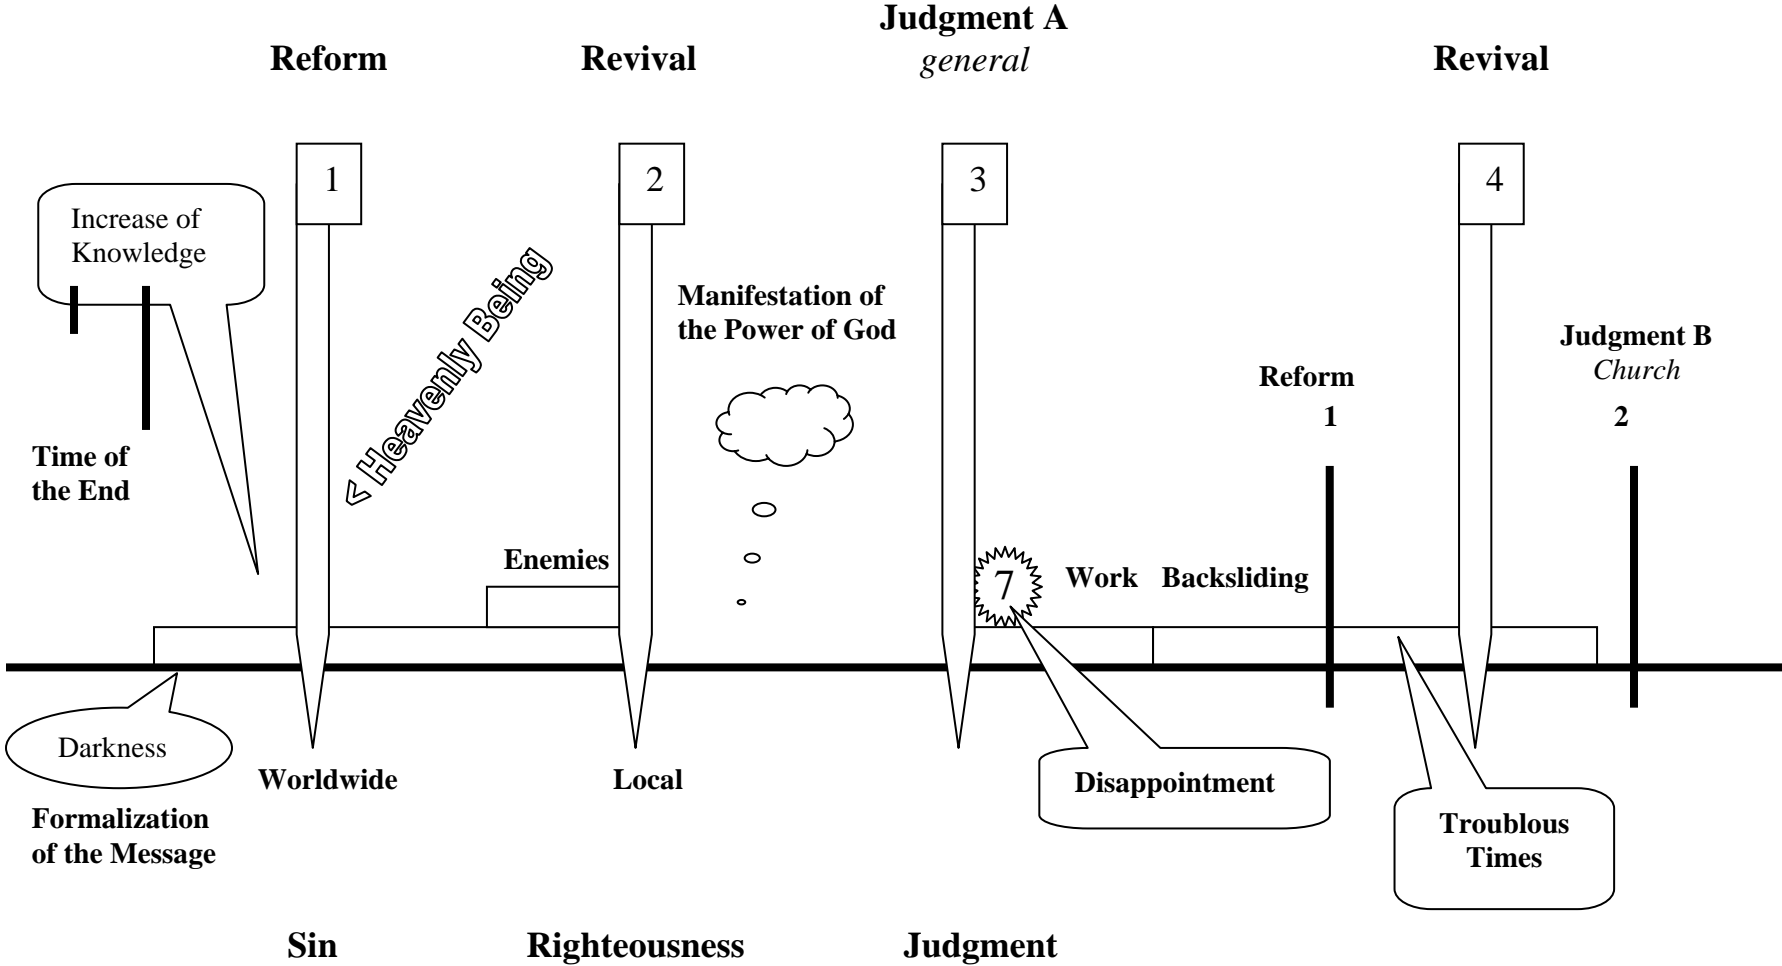 Judgment A
Reform
Revival
general
Revival
1
2
3
4
Increase of
Knowledge
< Heavenly Being
Manifestation of
the Power of God
Judgment B
Church
2
Reform
1
Time of
the End
Enemies
7
Work
Backsliding
Darkness
Worldwide
Local
Disappointment
Formalization
of the Message
Troublous
Times
Sin
Righteousness
Judgment